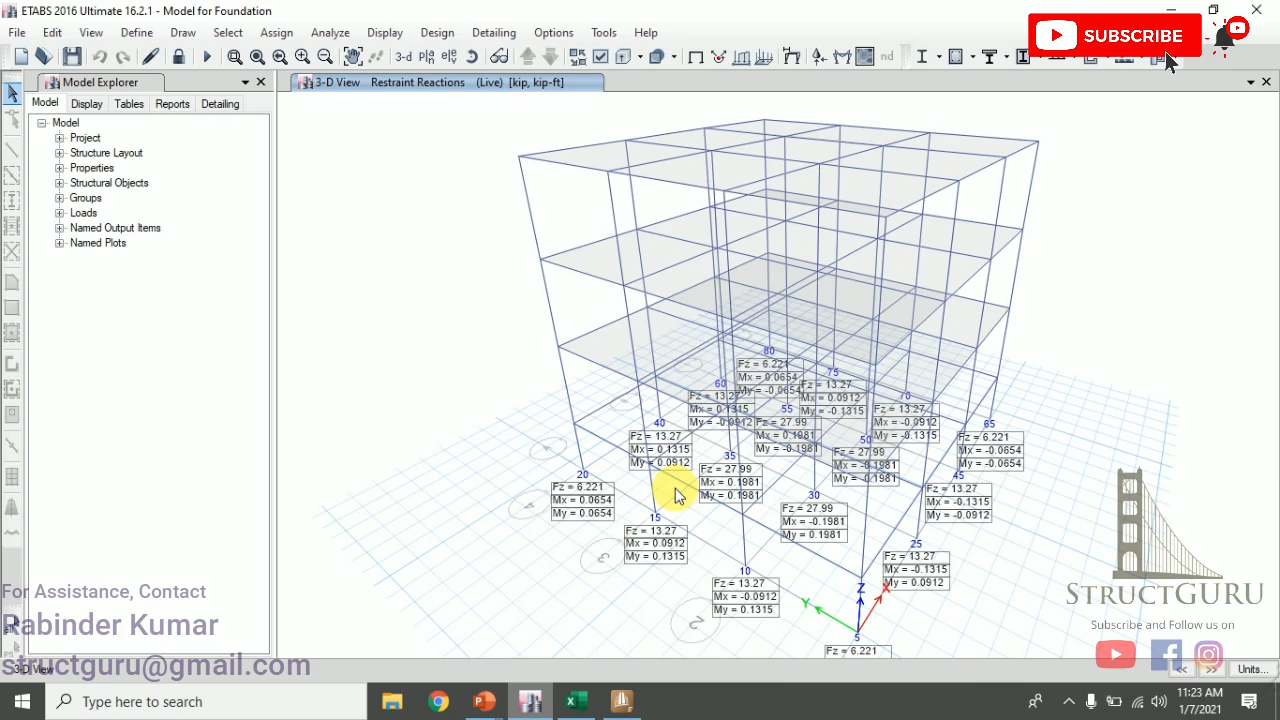 ETABS 2016 Ultimate 16.2.1 - Model for Foundation
File Edit View Define Draw Select Assign Analyze Display Design Detailing Options Tools Help
SUBSCRIBE
3-d nd
Model Explorer
3-D View Restraint Reactions (Live) [kip, kip-ft]
Model Display Tables Reports Detailing
Model
Project
Structure Layout
Properties
Structural Objects
Groups
Loads
Named Output Items
Named Plots
80
Fz = 6.221
Mx = 0.0654
My = -0.0654
75
Fz = 13.27
Mx = 0.0912
My = -0.1315
60
Fz = 13.27
Mx = 0.1315
My = -0.0912
70
Fz = 13.27
Mx = -0.0912
My = -0.1315
55
Fz = 27.99
Mx = 0.1981
My = -0.1981
65
Fz = 6.221
Mx = -0.0654
My = -0.0654
40
Fz = 13.27
Mx = 0.1315
My = 0.0912
50
Fz = 27.99
Mx = -0.1981
My = -0.1981
35
Fz = 27.99
Mx = 0.1981
My = 0.1981
20
Fz = 6.221
Mx = 0.0654
My = 0.0654
45
Fz = 13.27
Mx = -0.1315
My = -0.0912
30
Fz = 27.99
Mx = -0.1981
My = 0.1981
15
Fz = 13.27
Mx = 0.0912
My = 0.1315
25
Fz = 13.27
Mx = -0.1315
My = 0.0912
10
Fz = 13.27
Mx = -0.0912
My = 0.1315
5
Fz = 6.221
4
3
2
Z
Y
X
STRUCTGURU
Subscribe and Follow us on
For Assistance, Contact
Rabinder Kumar
structguru@gmail.com
3-D View
<< >> Units...
Type here to search
11:23 AM
1/7/2021